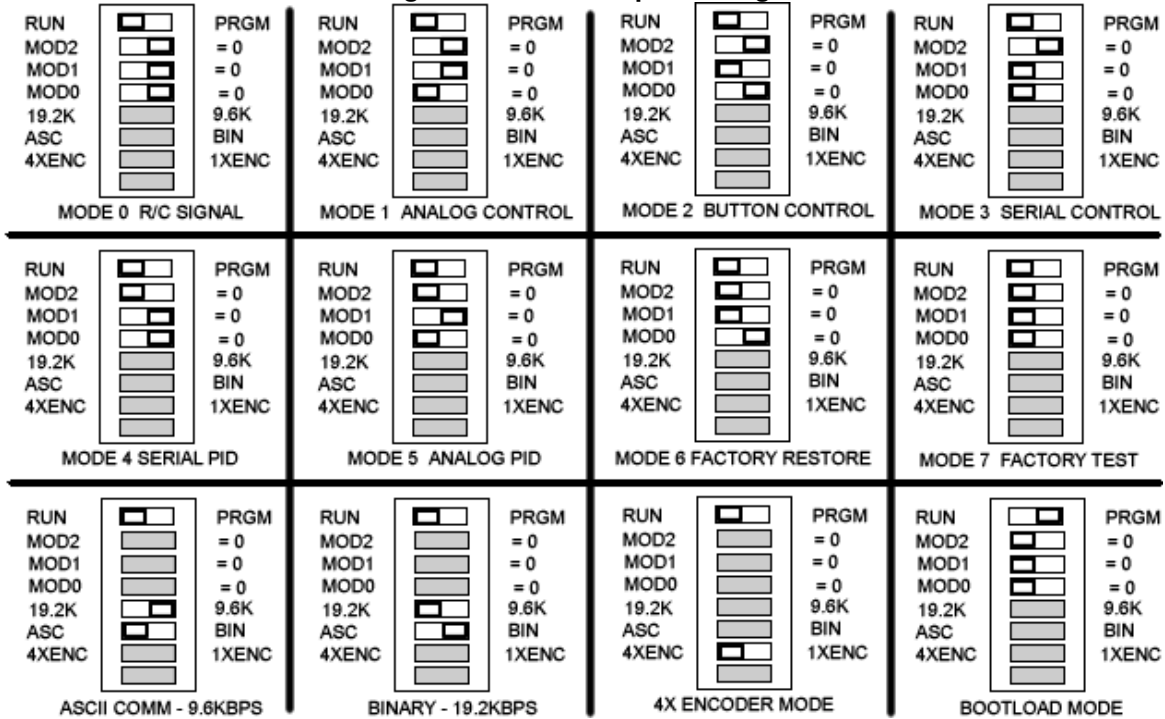 RUN PRGM
MOD2 = 0
MOD1 = 0
MOD0 = 0
19.2K 9.6K
ASC BIN
4XENC 1XENC
MODE 0 R/C SIGNAL
RUN PRGM
MOD2 = 0
MOD1 = 0
MOD0 = 0
19.2K 9.6K
ASC BIN
4XENC 1XENC
MODE 1 ANALOG CONTROL
RUN PRGM
MOD2 = 0
MOD1 = 0
MOD0 = 0
19.2K 9.6K
ASC BIN
4XENC 1XENC
MODE 2 BUTTON CONTROL
RUN PRGM
MOD2 = 0
MOD1 = 0
MOD0 = 0
19.2K 9.6K
ASC BIN
4XENC 1XENC
MODE 3 SERIAL CONTROL
RUN PRGM
MOD2 = 0
MOD1 = 0
MOD0 = 0
19.2K 9.6K
ASC BIN
4XENC 1XENC
MODE 4 SERIAL PID
RUN PRGM
MOD2 = 0
MOD1 = 0
MOD0 = 0
19.2K 9.6K
ASC BIN
4XENC 1XENC
MODE 5 ANALOG PID
RUN PRGM
MOD2 = 0
MOD1 = 0
MOD0 = 0
19.2K 9.6K
ASC BIN
4XENC 1XENC
MODE 6 FACTORY RESTORE
RUN PRGM
MOD2 = 0
MOD1 = 0
MOD0 = 0
19.2K 9.6K
ASC BIN
4XENC 1XENC
MODE 7 FACTORY TEST
RUN PRGM
MOD2 = 0
MOD1 = 0
MOD0 = 0
19.2K 9.6K
ASC BIN
4XENC 1XENC
ASCII COMM - 9.6KBPS
RUN PRGM
MOD2 = 0
MOD1 = 0
MOD0 = 0
19.2K 9.6K
ASC BIN
4XENC 1XENC
BINARY - 19.2KBPS
RUN PRGM
MOD2 = 0
MOD1 = 0
MOD0 = 0
19.2K 9.6K
ASC BIN
4XENC 1XENC
4X ENCODER MODE
RUN PRGM
MOD2 = 0
MOD1 = 0
MOD0 = 0
19.2K 9.6K
ASC BIN
4XENC 1XENC
BOOTLOAD MODE